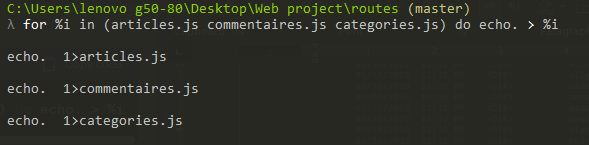 C:\Users\lenovo g50-80\Desktop\Web project\routes (master)
λ for %i in (articles.js commentaires.js categories.js) do echo. > %i
echo.  1>articles.js
echo.  1>commentaires.js
echo.  1>categories.js